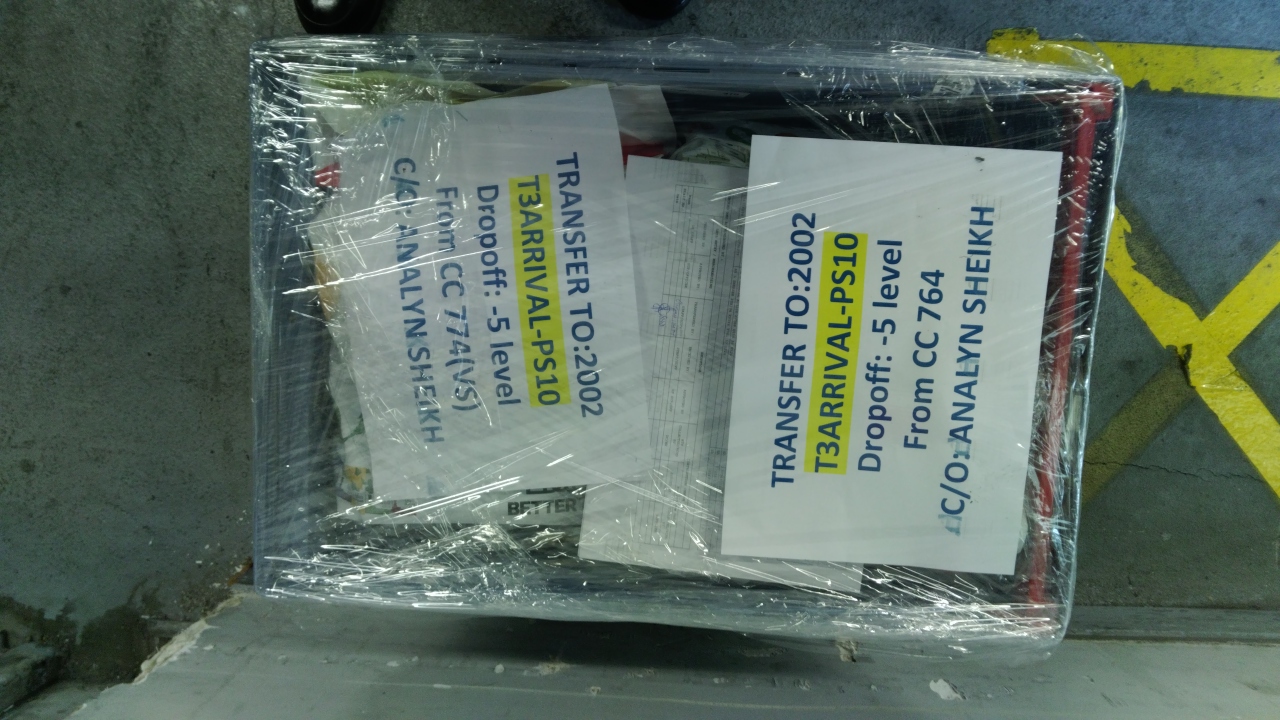 TRANSFER TO:2002
T3ARRIVAL-PS10
Dropoff: -5 level
From CC 774(VS)
C/O: ANALYN SHEIKH
BETTER
TRANSFER TO:2002
T3ARRIVAL-PS10
Dropoff: -5 level
From CC 764
C/O:ANALYN SHEIKH